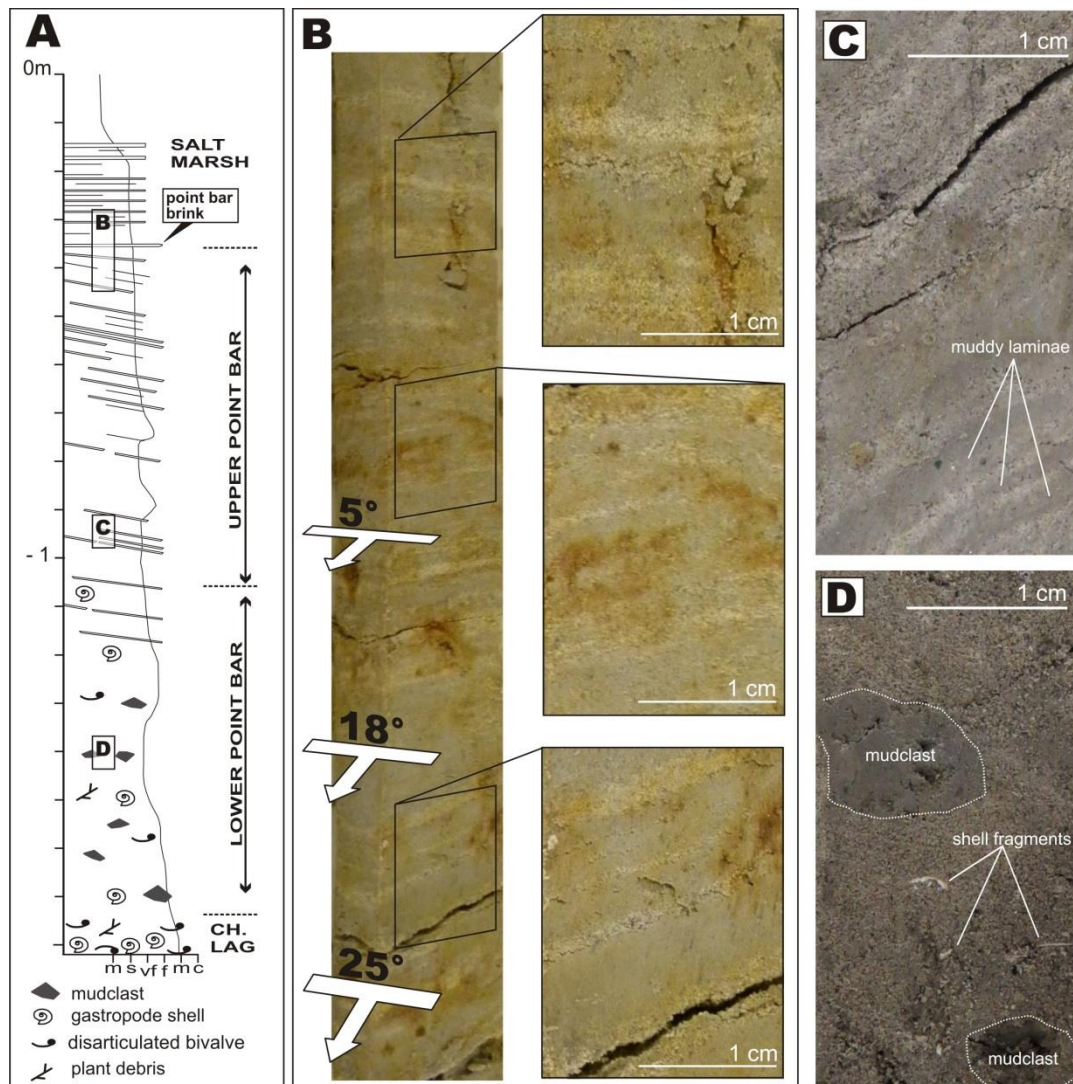 A
0m
SALT
MARSH
point bar
brink
B
UPPER POINT BAR
C
- 1
LOWER POINT BAR
D
CH.
LAG
m s vf f m c
mudclast
gastropode shell
disarticulated bivalve
plant debris
B
1 cm
5°
1 cm
18°
25°
1 cm
C
1 cm
muddy laminae
D
1 cm
mudclast
shell fragments
mudclast